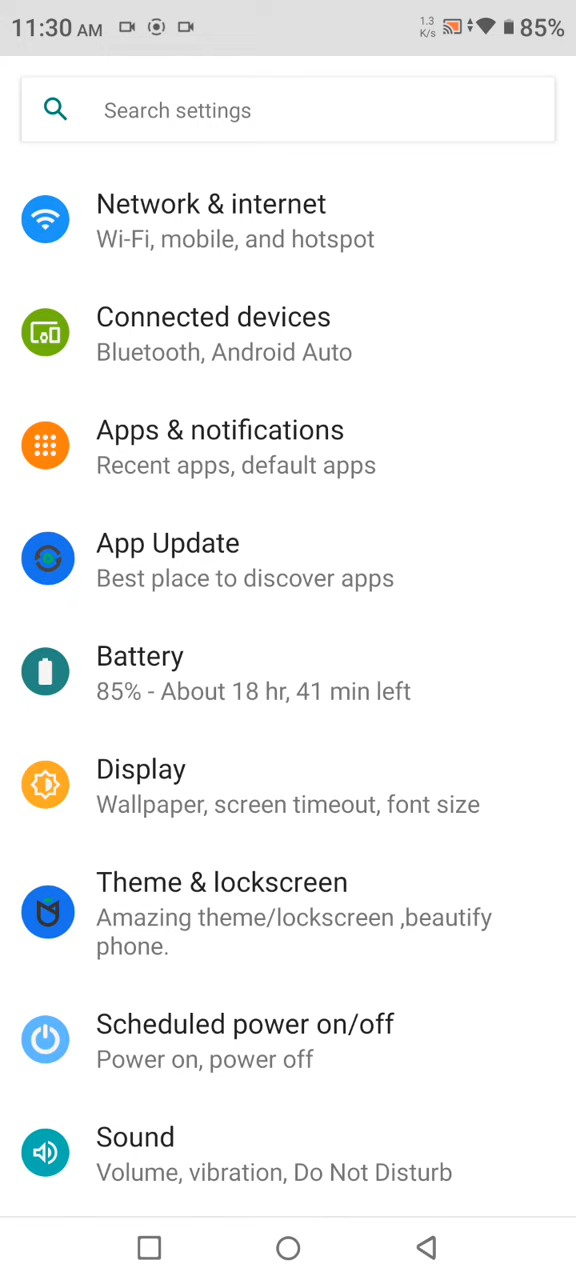 11:30 AM 1.3 K/s 85%
Search settings
Network & internet
Wi-Fi, mobile, and hotspot
Connected devices
Bluetooth, Android Auto
Apps & notifications
Recent apps, default apps
App Update
Best place to discover apps
Battery
85% - About 18 hr, 41 min left
Display
Wallpaper, screen timeout, font size
Theme & lockscreen
Amazing theme/lockscreen ,beautify
phone.
Scheduled power on/off
Power on, power off
Sound
Volume, vibration, Do Not Disturb